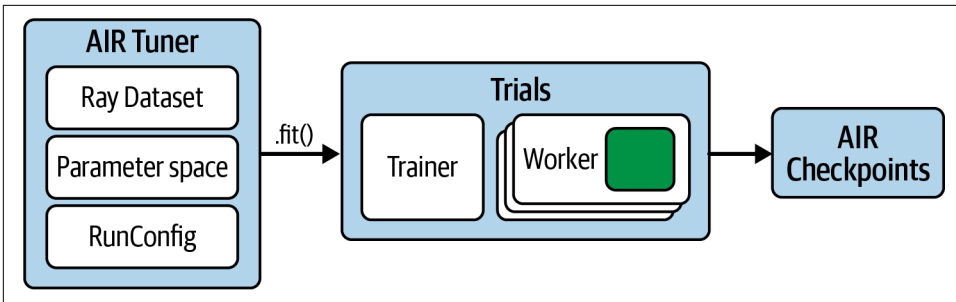 AIR Tuner
Ray Dataset
Parameter space
RunConfig
.fit()
Trials
Trainer
Worker
AIR
Checkpoints